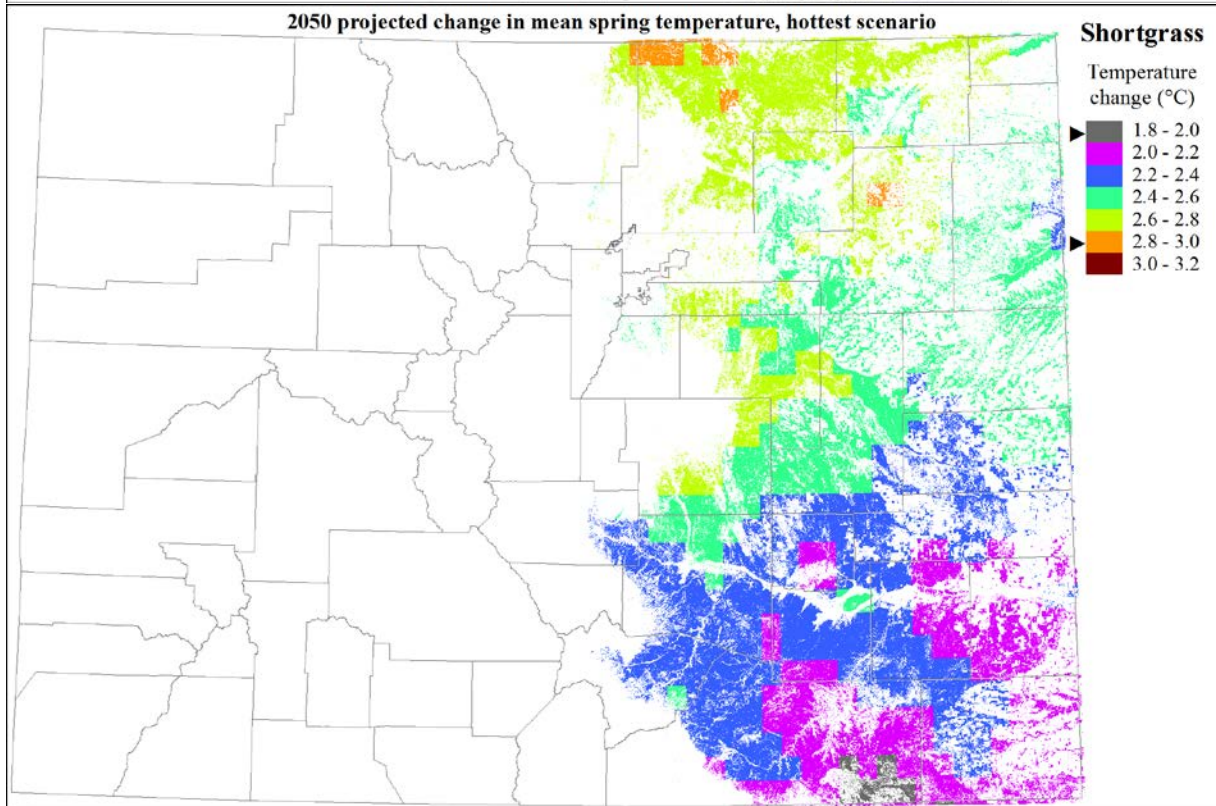 2050 projected change in mean spring temperature, hottest scenario
Shortgrass
Temperature
change (°C)
1.8 - 2.0
2.0 - 2.2
2.2 - 2.4
2.4 - 2.6
2.6 - 2.8
2.8 - 3.0
3.0 - 3.2